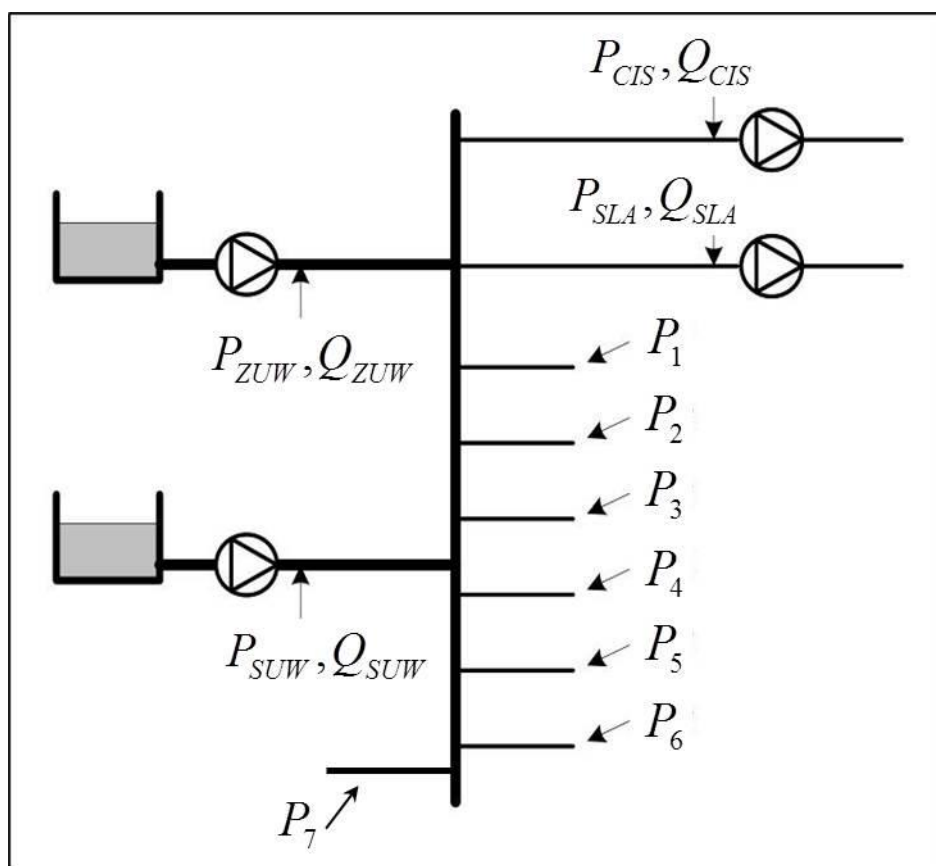 P_CIS, Q_CIS
P_SLA, Q_SLA
P_1
P_ZUW, Q_ZUW
P_2
P_3
P_4
P_SUW, Q_SUW
P_5
P_6
P_7